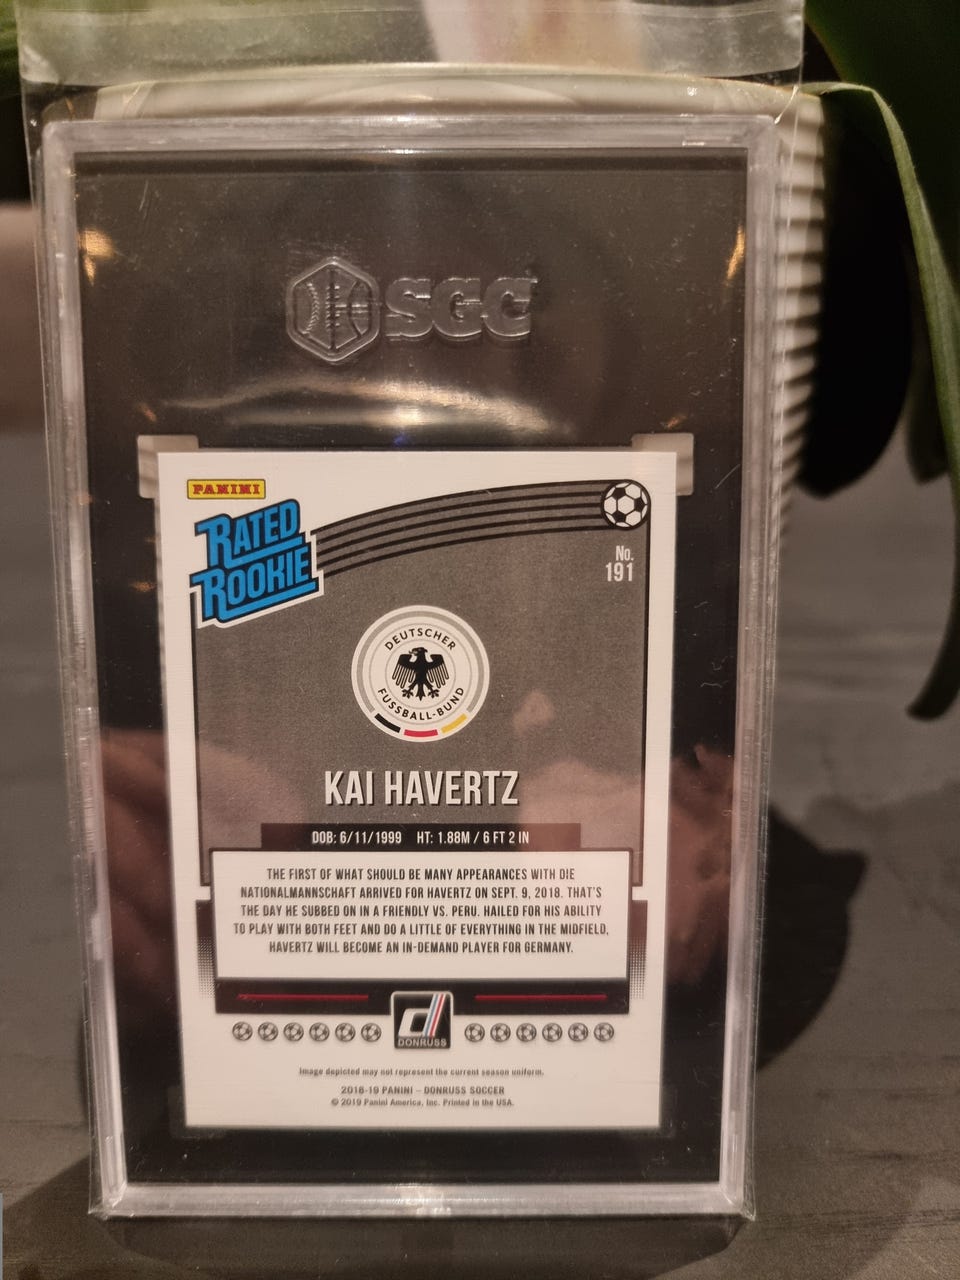 SGC
PANINI
RATED
ROOKIE
No.
191
DEUTSCHER
FUSSBALL-BUND
KAI HAVERTZ
DOB: 6/11/1999 HT: 1.88M / 6 FT 2 IN
THE FIRST OF WHAT SHOULD BE MANY APPEARANCES WITH DIE
NATIONALMANNSCHAFT ARRIVED FOR HAVERTZ ON SEPT. 9, 2018. THAT'S
THE DAY HE SUBBED ON IN A FRIENDLY VS. PERU. HAILED FOR HIS ABILITY
TO PLAY WITH BOTH FEET AND DO A LITTLE OF EVERYTHING IN THE MIDFIELD,
HAVERTZ WILL BECOME AN IN-DEMAND PLAYER FOR GERMANY.
d
DONRUSS
Image depicted may not represent the current season uniform.
2018-19 PANINI – DONRUSS SOCCER
© 2019 Panini America, Inc. Printed in the USA.